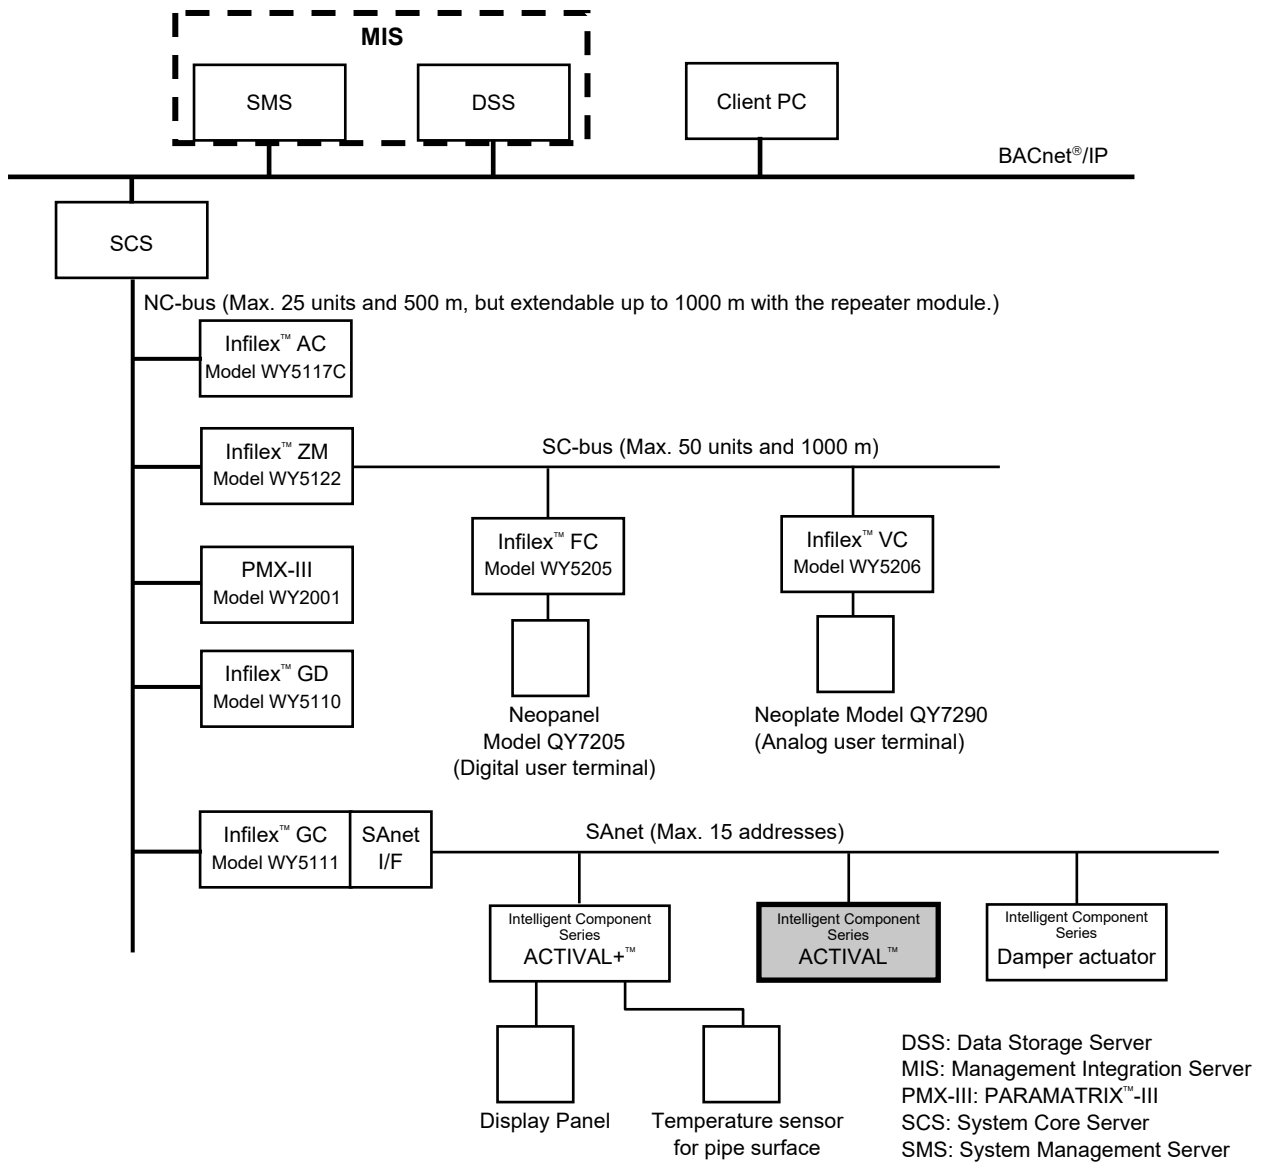 MIS
SMS
DSS
Client PC
BACnet®/IP
SCS
NC-bus (Max. 25 units and 500 m, but extendable up to 1000 m with the repeater module.)
Infilex™ AC
Model WY5117C
Infilex™ ZM
Model WY5122
SC-bus (Max. 50 units and 1000 m)
Infilex™ FC
Model WY5205
Infilex™ VC
Model WY5206
PMX-III
Model WY2001
Infilex™ GD
Model WY5110
Neopanel
Model QY7205
(Digital user terminal)
Neoplate Model QY7290
(Analog user terminal)
Infilex™ GC
Model WY5111
SAnet
I/F
SAnet (Max. 15 addresses)
Intelligent Component
Series
ACTIVAL+™
Intelligent Component
Series
ACTIVAL™
Intelligent Component
Series
Damper actuator
Display Panel
Temperature sensor
for pipe surface
DSS: Data Storage Server
MIS: Management Integration Server
PMX-III: PARAMATRIX™-III
SCS: System Core Server
SMS: System Management Server